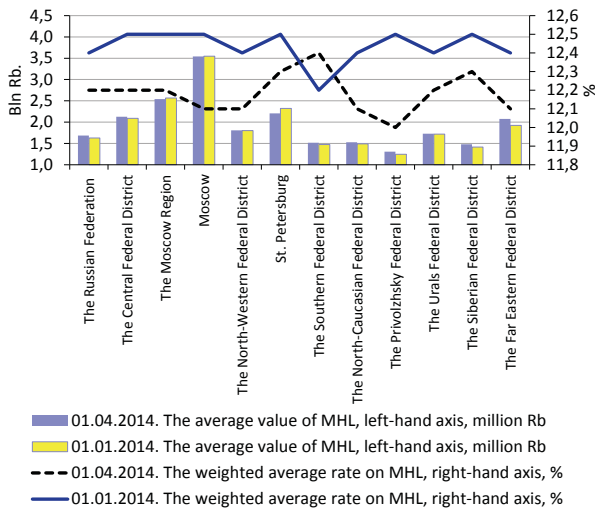 Bln Rb.
4,5
4,0
3,5
3,0
2,5
2,0
1,5
1,0
12,6
12,5
12,4
12,3
12,2
12,1
12,0
11,9
11,8
%
The Russian Federation
The Central Federal District
The Moscow Region
Moscow
The North-Western Federal District
St. Petersburg
The Southern Federal District
The North-Caucasian Federal District
The Privolzhsky Federal District
The Urals Federal District
The Siberian Federal District
The Far Eastern Federal District
01.04.2014. The average value of MHL, left-hand axis, million Rb
01.01.2014. The average value of MHL, left-hand axis, million Rb
01.04.2014. The weighted average rate on MHL, right-hand axis, %
01.01.2014. The weighted average rate on MHL, right-hand axis, %